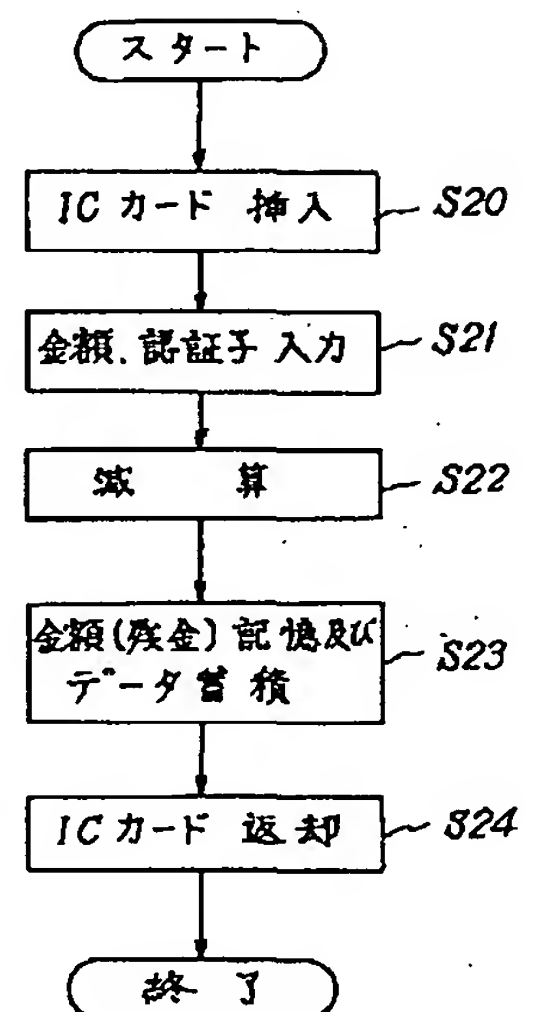 スタート
ICカード 挿入
S20
金額、認証子 入力
S21
減 算
S22
金額(残金)記憶及び
データ蓄積
S23
ICカード 返却
S24
終了